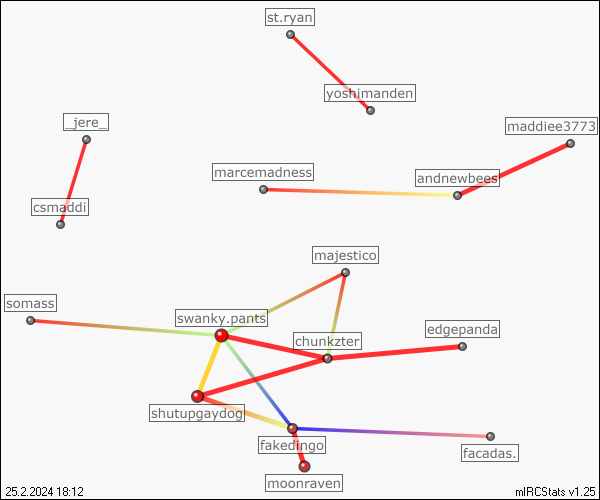 st.ryan
yoshimanden
_jere_
maddiee3773
marcemadness
andnewbees
csmaddi
majestico
somass
swanky.pants
edgepanda
chunkzter
shutupgaydog
fakedingo
facadas.
moonraven
25.2.2024 18:12
mIRCStats v1.25